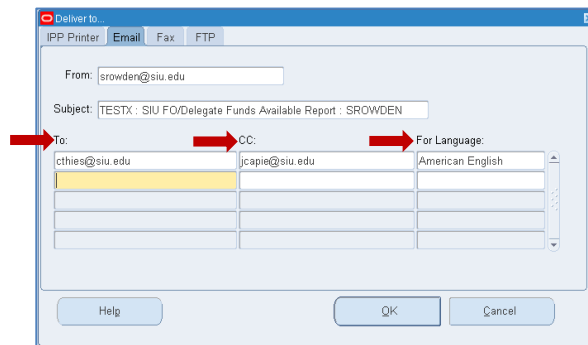 Deliver to...
IPP Printer Email Fax FTP
From: srowden@siu.edu
Subject: TESTX : SIU FO/Delegate Funds Available Report : SROWDEN
To: CC: For Language:
cthies@siu.edu jcapie@siu.edu American English
Help OK Cancel